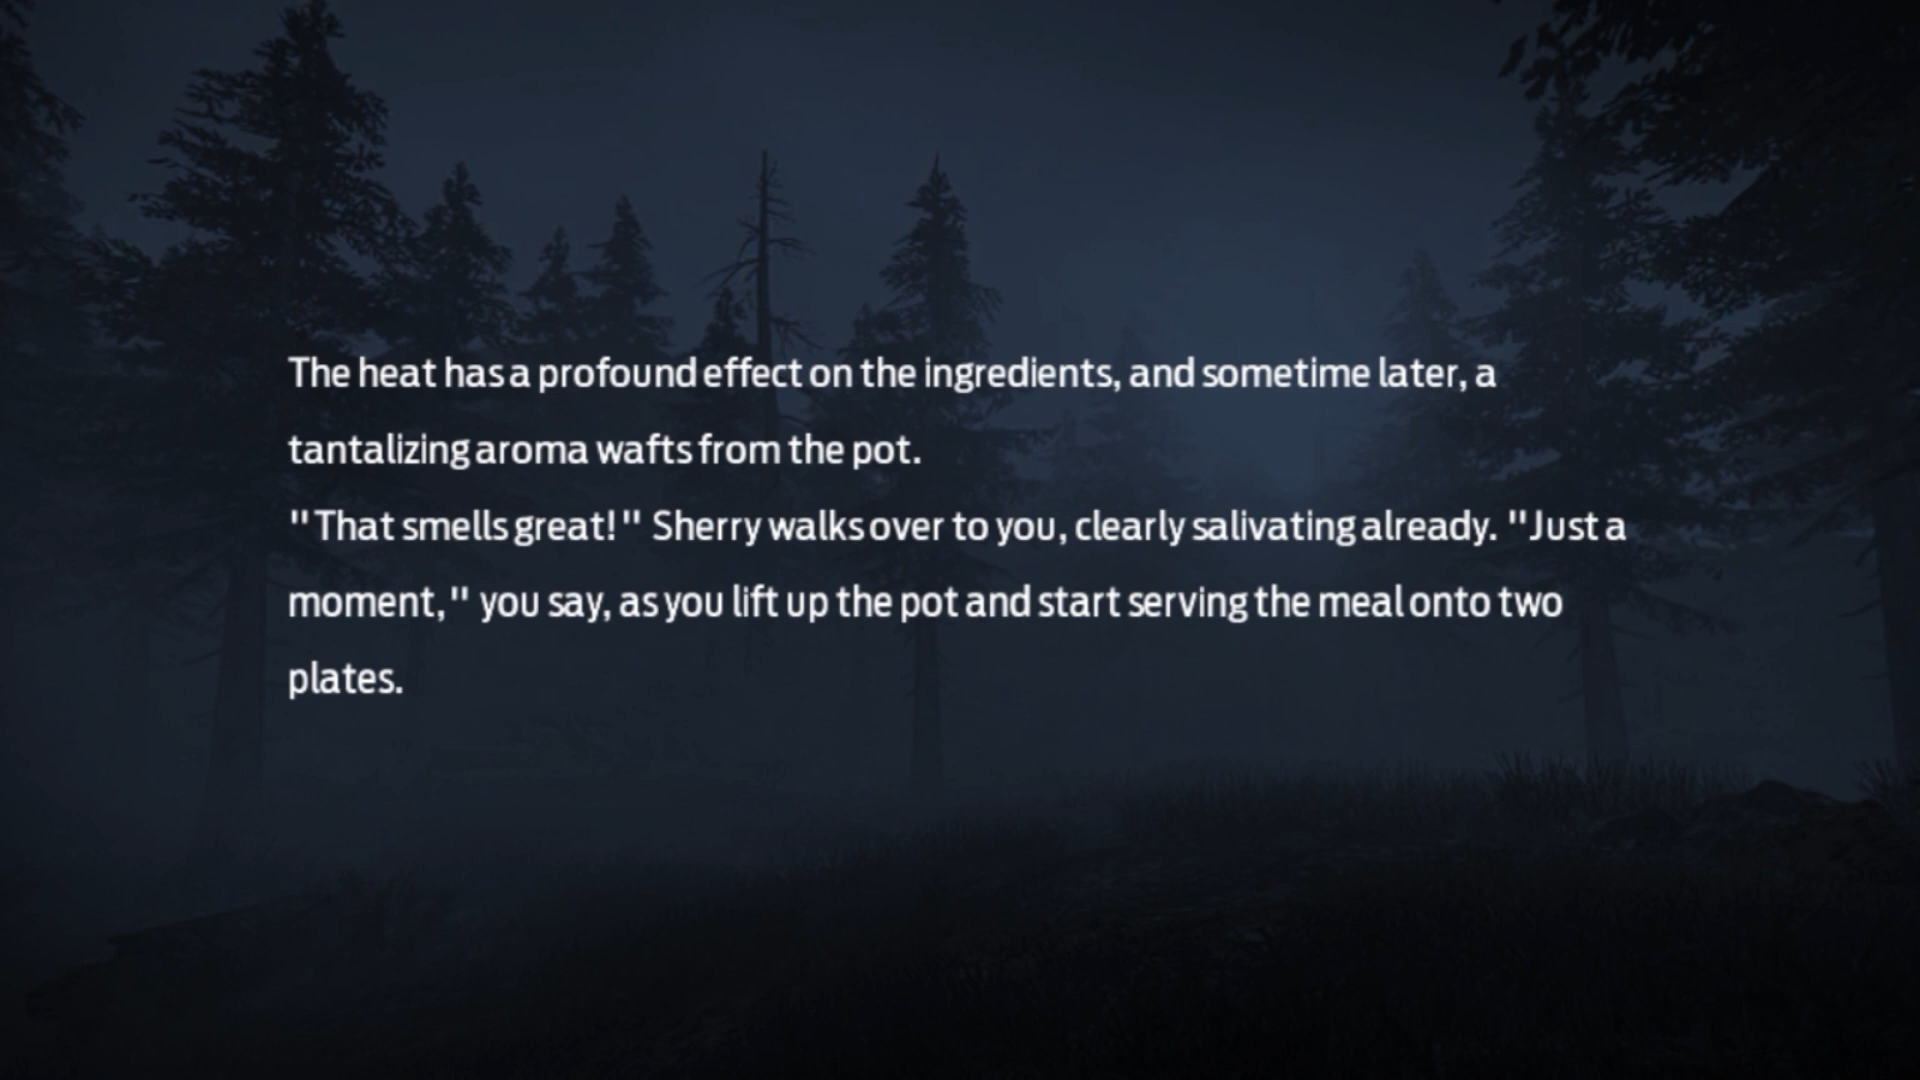 The heat has a profound effect on the ingredients, and sometime later, a
tantalizing aroma wafts from the pot.
"That smells great!" Sherry walks over to you, clearly salivating already. "Just a
moment," you say, as you lift up the pot and start serving the meal onto two
plates.